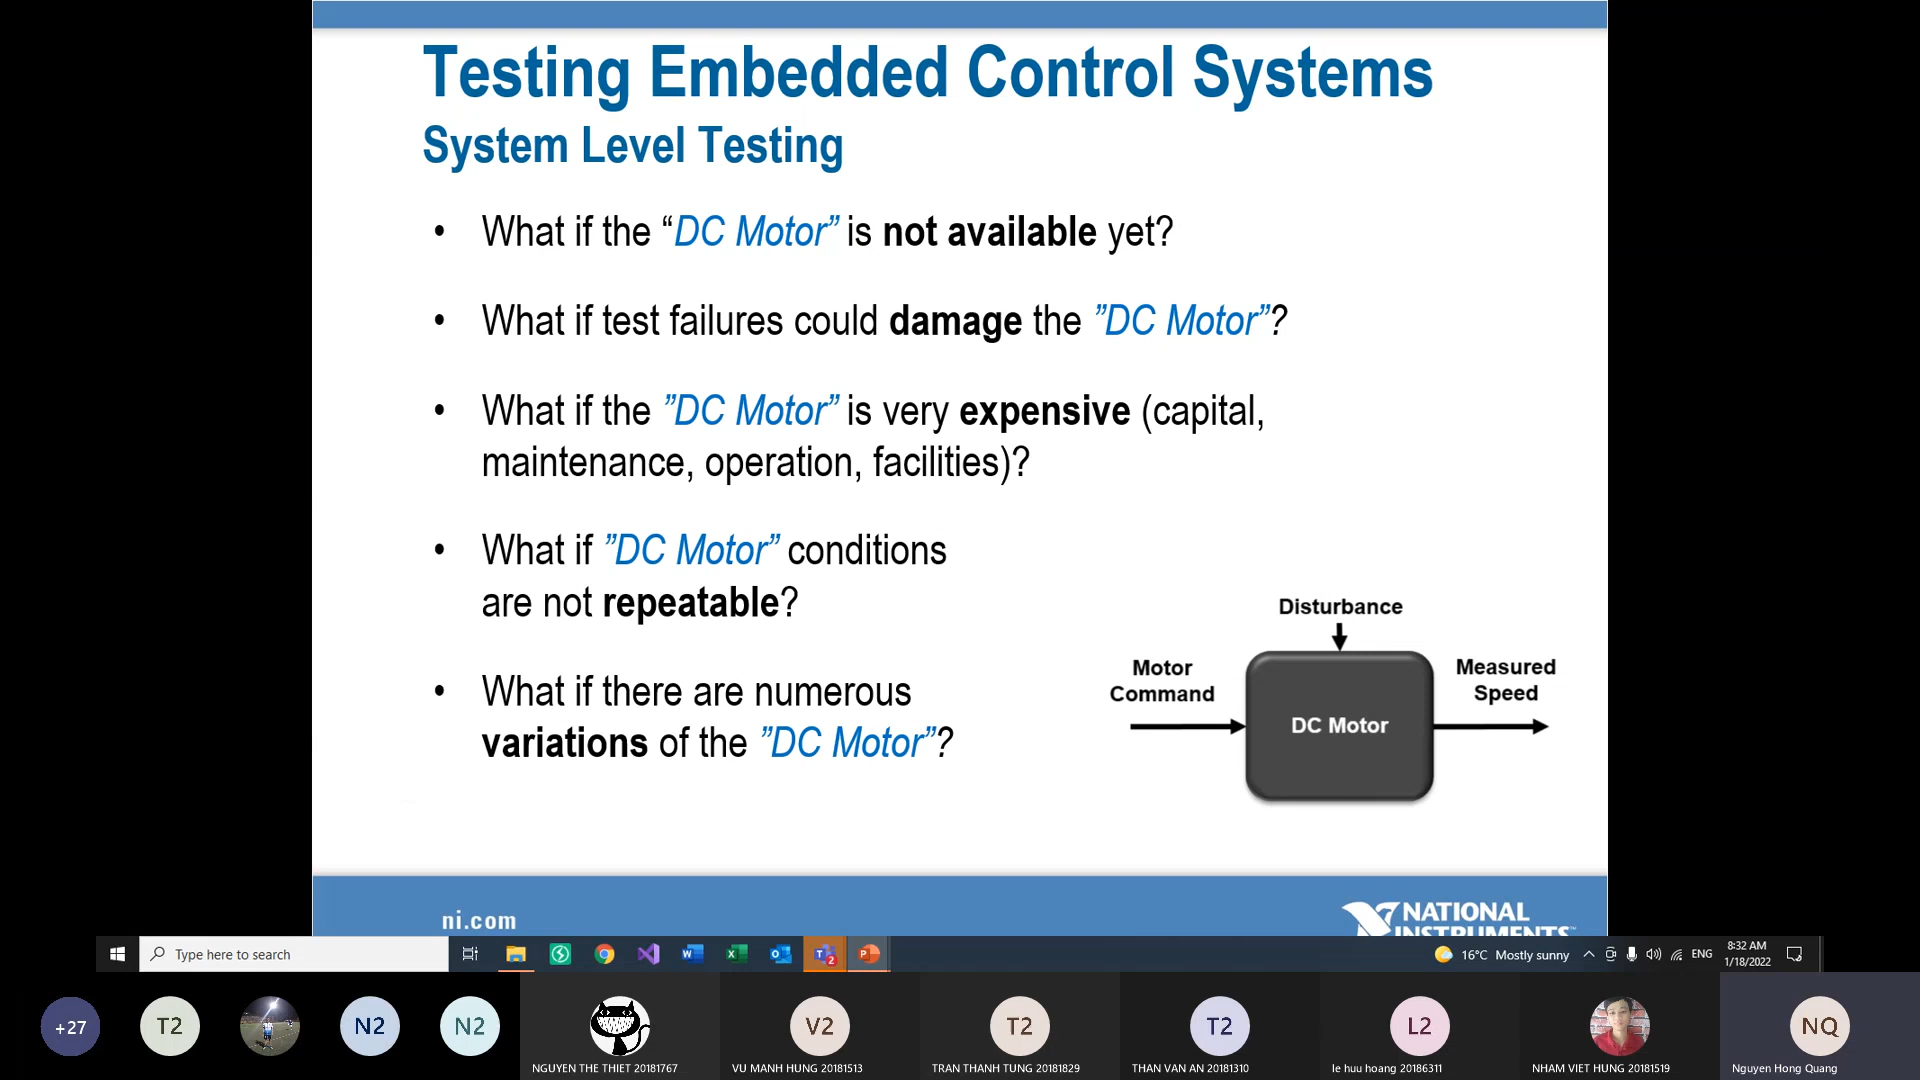 Testing Embedded Control Systems
System Level Testing
• What if the “DC Motor” is not available yet?
• What if test failures could damage the ”DC Motor”?
• What if the ”DC Motor” is very expensive (capital,
maintenance, operation, facilities)?
• What if ”DC Motor” conditions
are not repeatable?
• What if there are numerous
variations of the ”DC Motor”?
Disturbance
Motor
Command
DC Motor
Measured
Speed
ni.com
NATIONAL
INSTRUMENTS™
Type here to search
2
16°C Mostly sunny
ENG
8:32 AM
1/18/2022
+27
T2
N2
N2
V2
T2
T2
L2
NQ
NGUYEN THE THIET 20181767
VU MANH HUNG 20181513
TRAN THANH TUNG 20181829
THAN VAN AN 20181310
le huu hoang 20186311
NHAM VIET HUNG 20181519
Nguyen Hong Quang